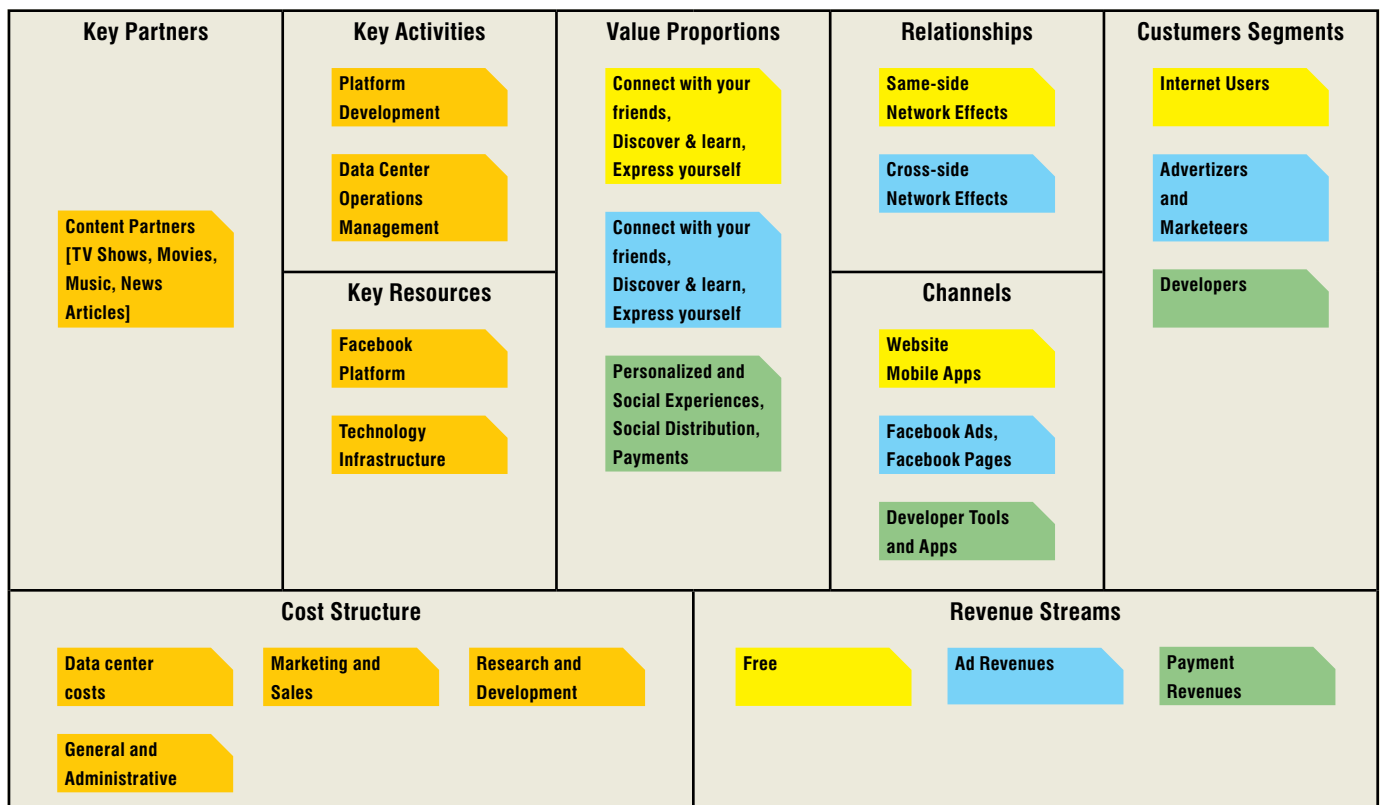 Key Partners
Content Partners
[TV Shows, Movies,
Music, News
Articles]
Key Activities
Platform
Development
Data Center
Operations
Management
Key Resources
Facebook
Platform
Technology
Infrastructure
Value Proportions
Connect with your
friends,
Discover & learn,
Express yourself
Connect with your
friends,
Discover & learn,
Express yourself
Personalized and
Social Experiences,
Social Distribution,
Payments
Relationships
Same-side
Network Effects
Cross-side
Network Effects
Channels
Website
Mobile Apps
Facebook Ads,
Facebook Pages
Developer Tools
and Apps
Custumers Segments
Internet Users
Advertizers
and
Marketeers
Developers
Cost Structure
Data center
costs
Marketing and
Sales
Research and
Development
General and
Administrative
Revenue Streams
Free
Ad Revenues
Payment
Revenues